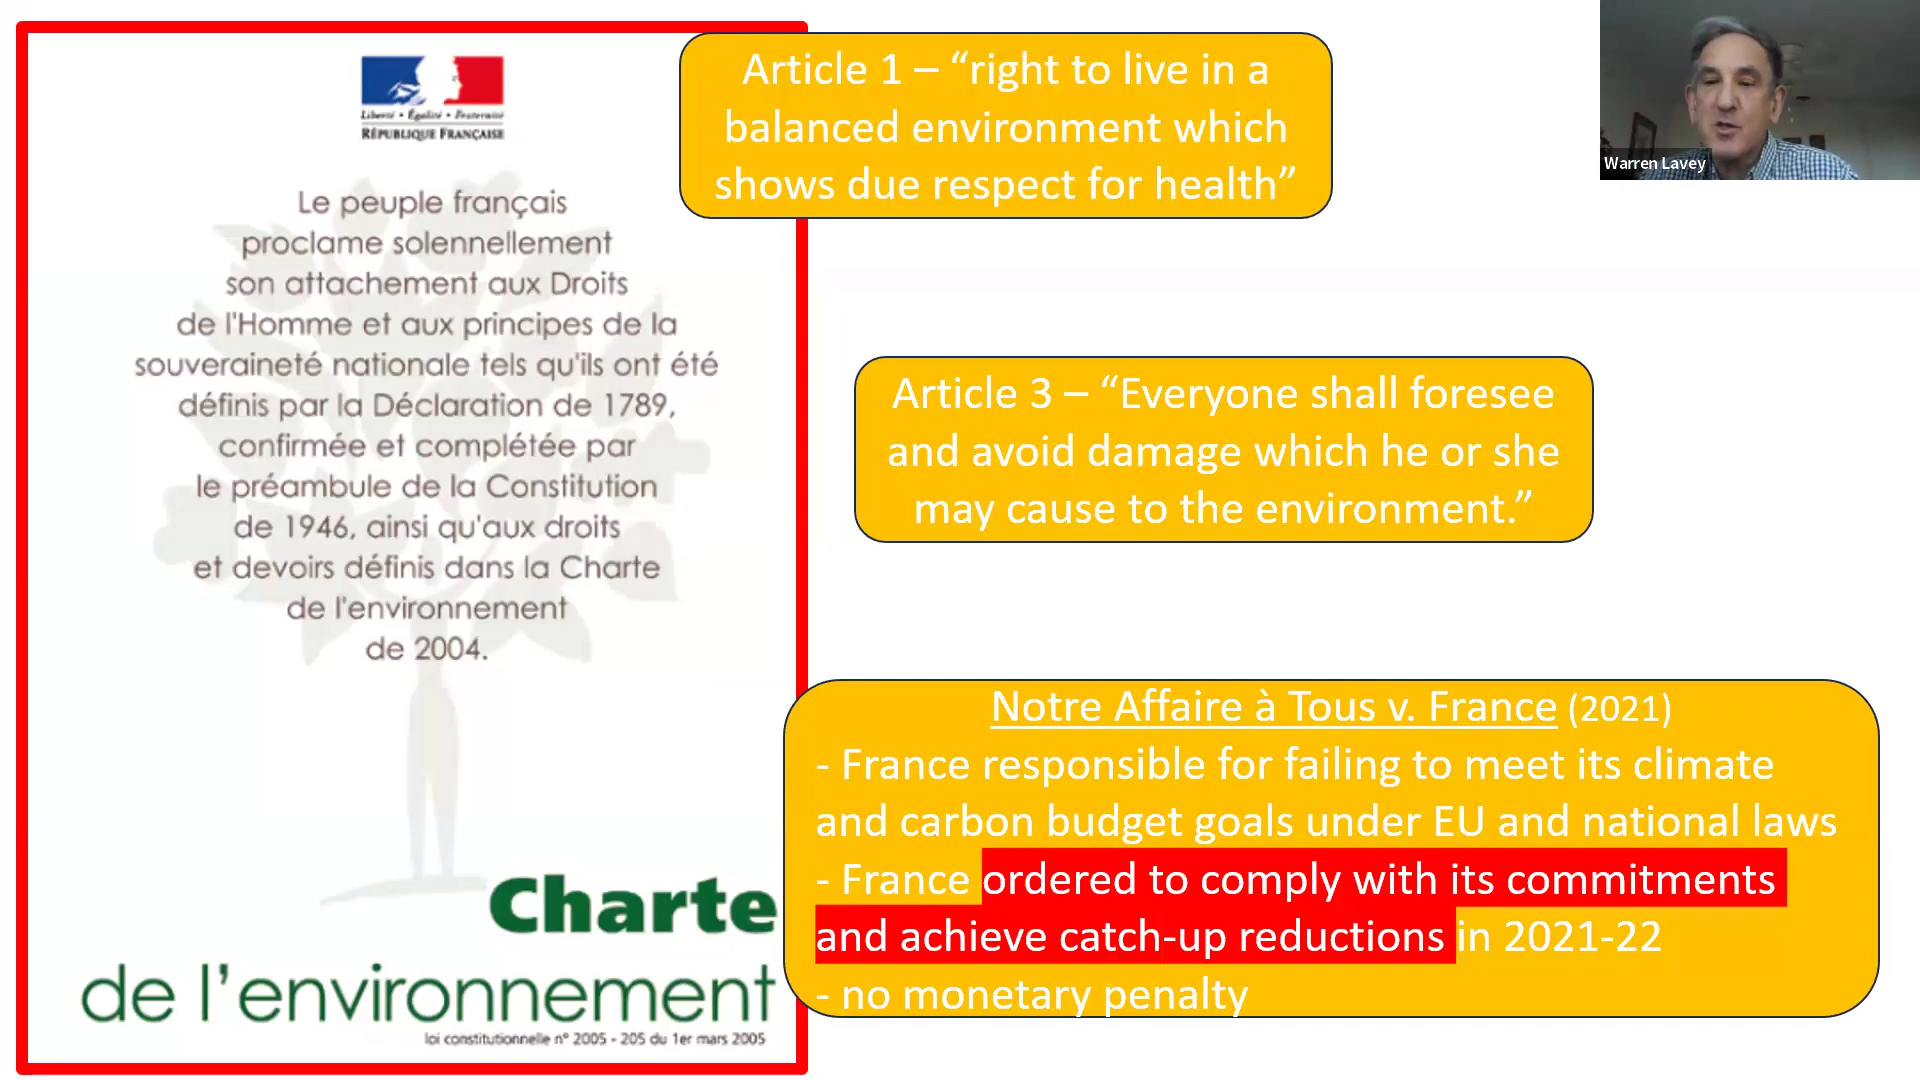 Liberté • Égalité • Fraternité
RÉPUBLIQUE FRANÇAISE
Le peuple français
proclame solennellement
son attachement aux Droits
de l'Homme et aux principes de la
souveraineté nationale tels qu'ils ont été
définis par la Déclaration de 1789,
confirmée et complétée par
le préambule de la Constitution
de 1946, ainsi qu'aux droits
et devoirs définis dans la Charte
de l'environnement
de 2004.
Charte
de l'environnement
loi constitutionnelle n° 2005 - 205 du 1er mars 2005
Article 1 – “right to live in a
balanced environment which
shows due respect for health”
Article 3 – “Everyone shall foresee
and avoid damage which he or she
may cause to the environment.”
Notre Affaire à Tous v. France (2021)
- France responsible for failing to meet its climate
and carbon budget goals under EU and national laws
- France ordered to comply with its commitments
and achieve catch-up reductions in 2021-22
- no monetary penalty
Warren Lavey